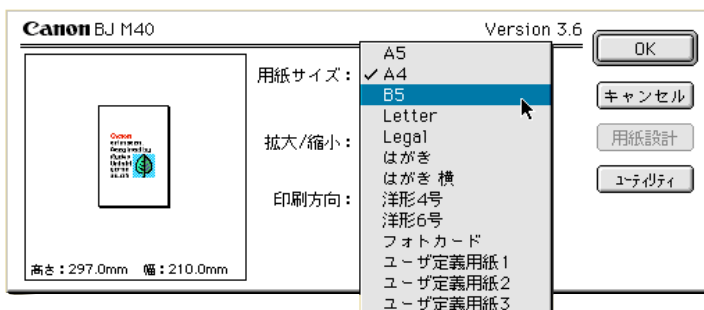 Canon BJ M40
Version 3.6
用紙サイズ：
A5
✓A4
B5
Letter
Legal
はがき
はがき 横
洋形4号
洋形6号
フォトカード
ユーザ定義用紙1
ユーザ定義用紙2
ユーザ定義用紙3
拡大/縮小：
印刷方向：
OK
キャンセル
用紙設計
ユーティリティ
Canon
高さ：297.0mm 幅：210.0mm